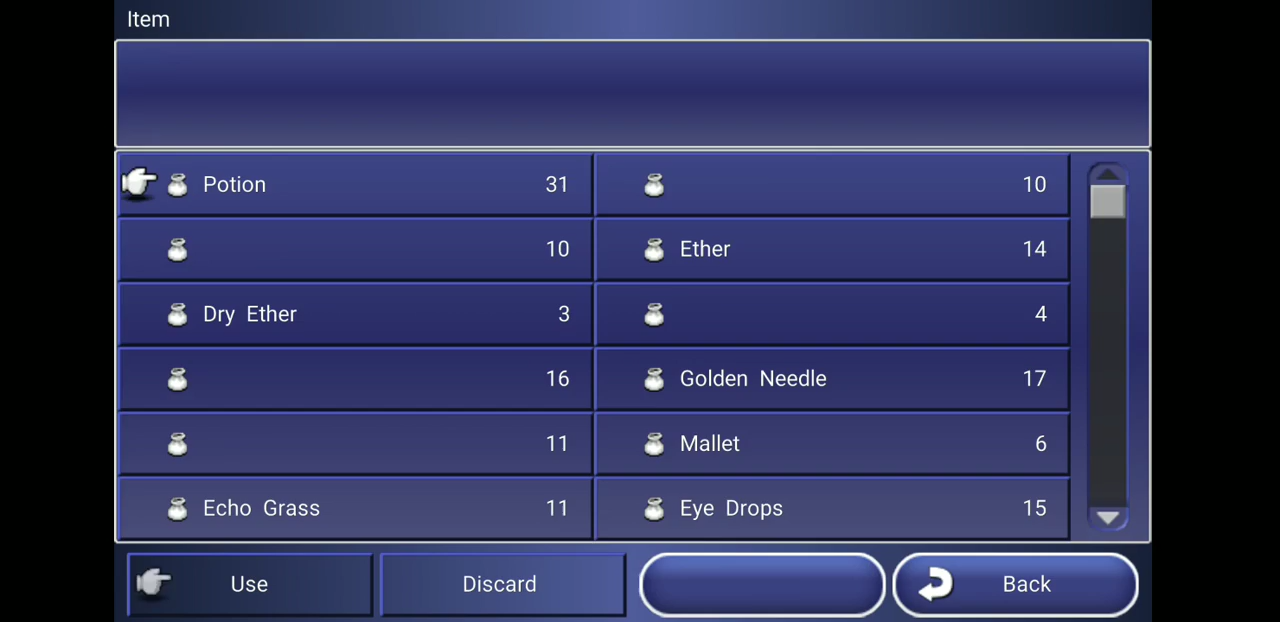 Item
Potion 31
10
10
Ether 14
Dry Ether 3
4
16
Golden Needle 17
11
Mallet 6
Echo Grass 11
Eye Drops 15
Use
Discard
Back